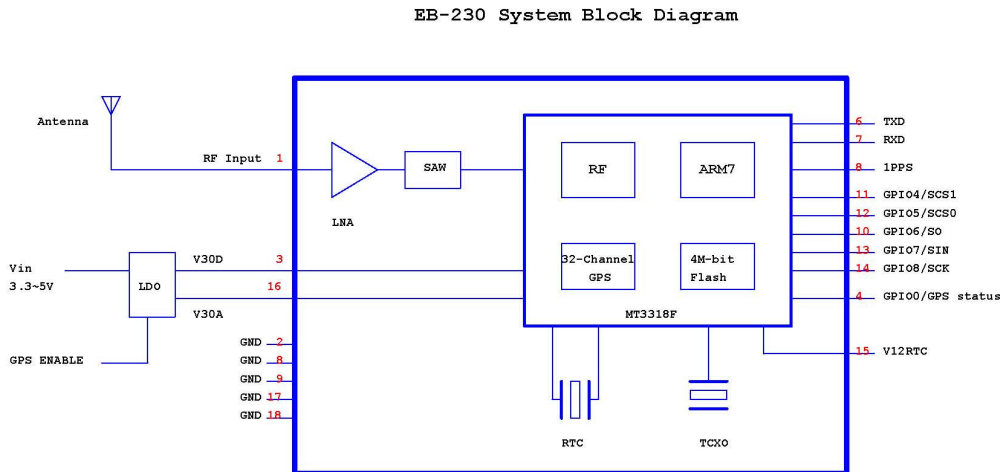 EB-230 System Block Diagram
Antenna
RF Input 1
LNA
SAW
RF
ARM7
32-Channel
GPS
4M-bit
Flash
MT3318F
6 TXD
7 RXD
8 1PPS
11 GPIO4/SCS1
12 GPIO5/SCS0
10 GPIO6/SO
13 GPIO7/SIN
14 GPIO8/SCK
4 GPIO0/GPS status
15 V12RTC
Vin
3.3~5V
LDO
V30D 3
16
V30A
GPS ENABLE
GND 2
GND 8
GND 9
GND 17
GND 18
RTC
TCXO